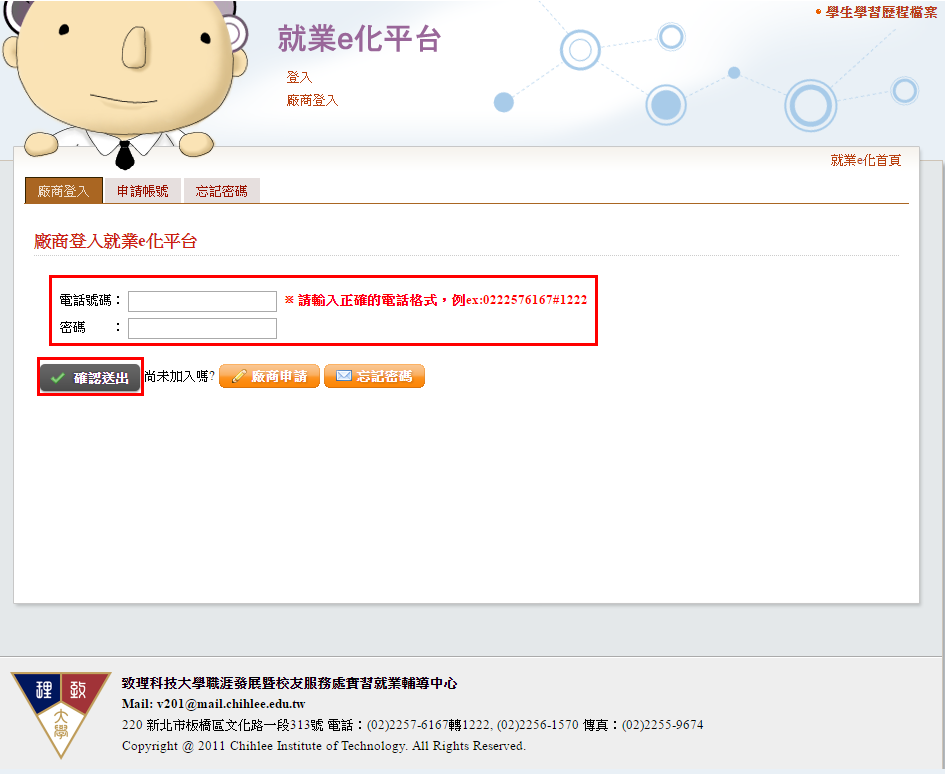 學生學習歷程檔案
就業e化平台
登入
廠商登入
就業e化首頁
廠商登入 申請帳號 忘記密碼
廠商登入就業e化平台
電話號碼： ※ 請輸入正確的電話格式，例ex:0222576167#1222
密碼 ：
確認送出 尚未加入嗎? 廠商申請 忘記密碼
理 致
大學
致理科技大學職涯發展暨校友服務處實習就業輔導中心
Mail: v201@mail.chihlee.edu.tw
220 新北市板橋區文化路一段313號 電話：(02)2257-6167轉1222, (02)2256-1570 傳真：(02)2255-9674
Copyright @ 2011 Chihlee Institute of Technology. All Rights Reserved.